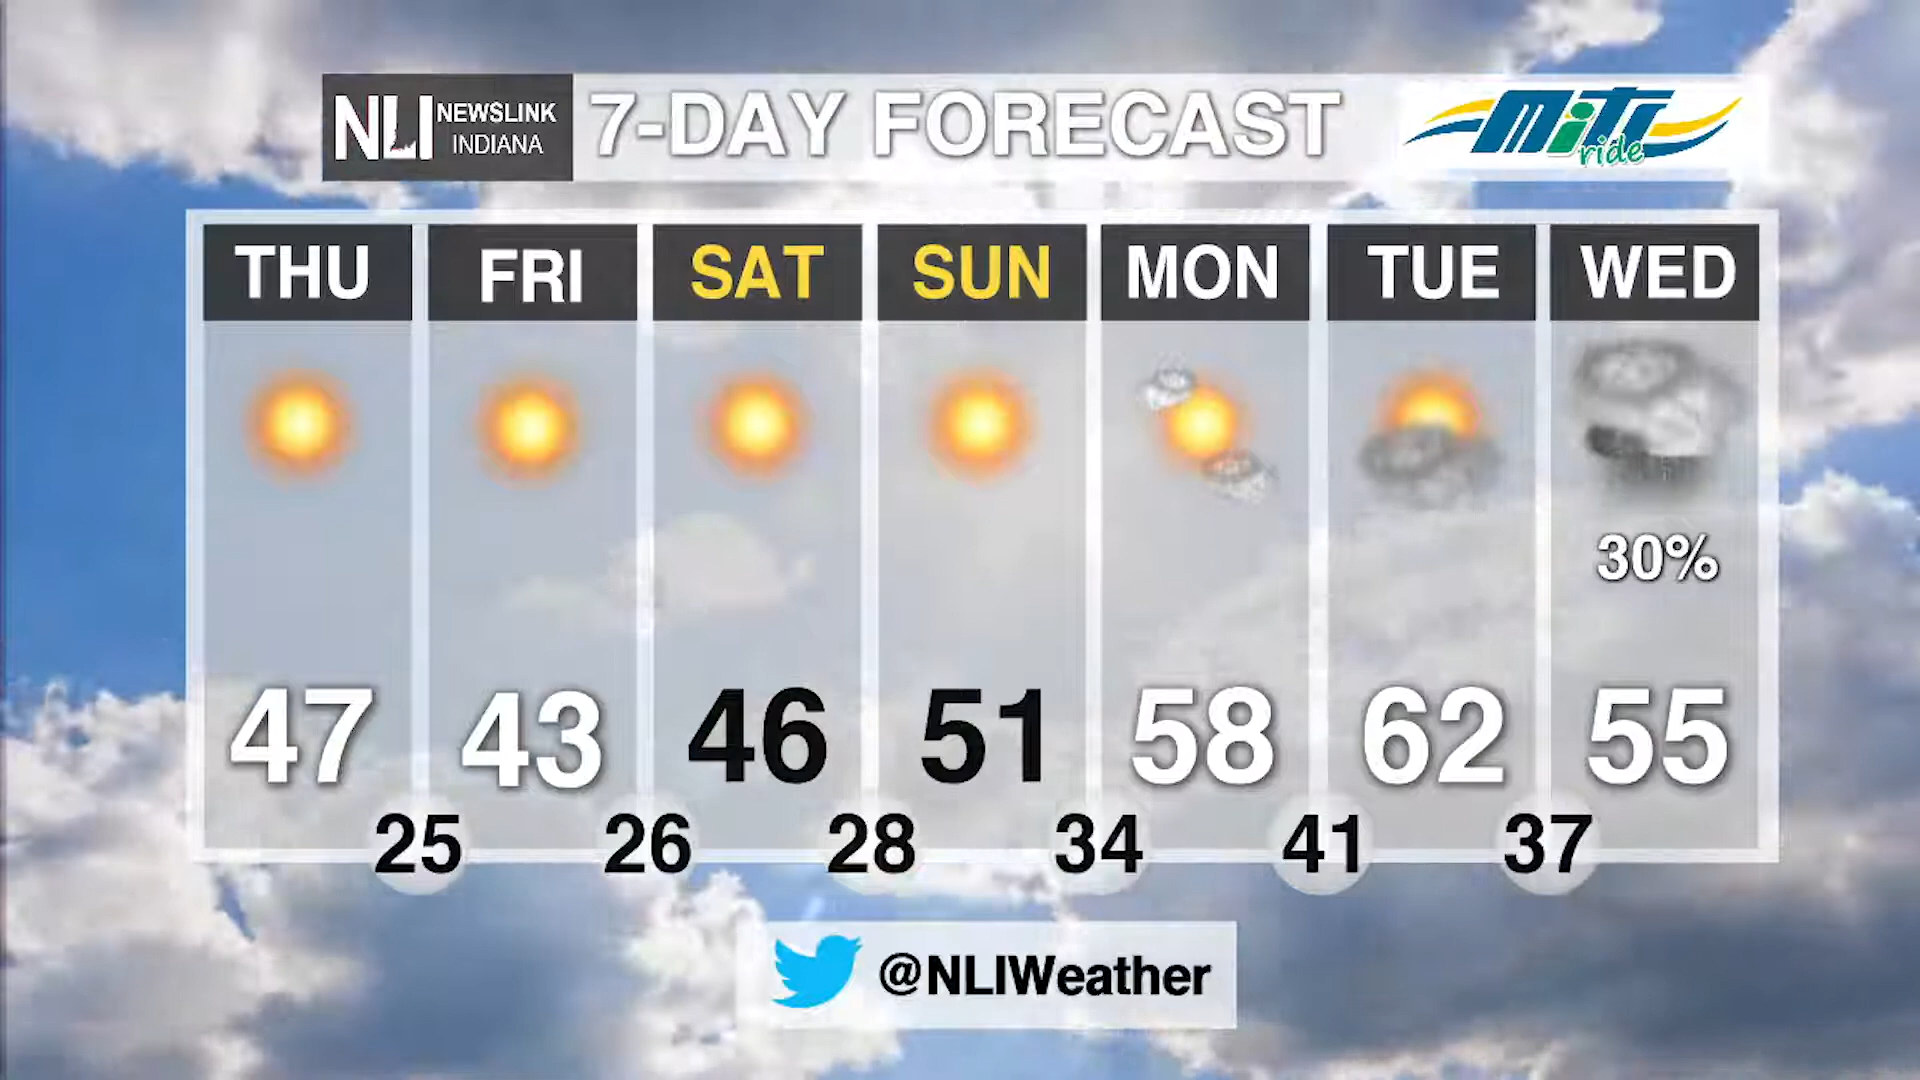 NLI NEWSLINK INDIANA 7-DAY FORECAST MiTS ride
THU FRI SAT SUN MON TUE WED
30%
47 43 46 51 58 62 55
25 26 28 34 41 37
@NLIWeather